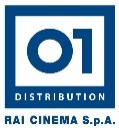 01
DISTRIBUTION
RAI CINEMA S.p.A.